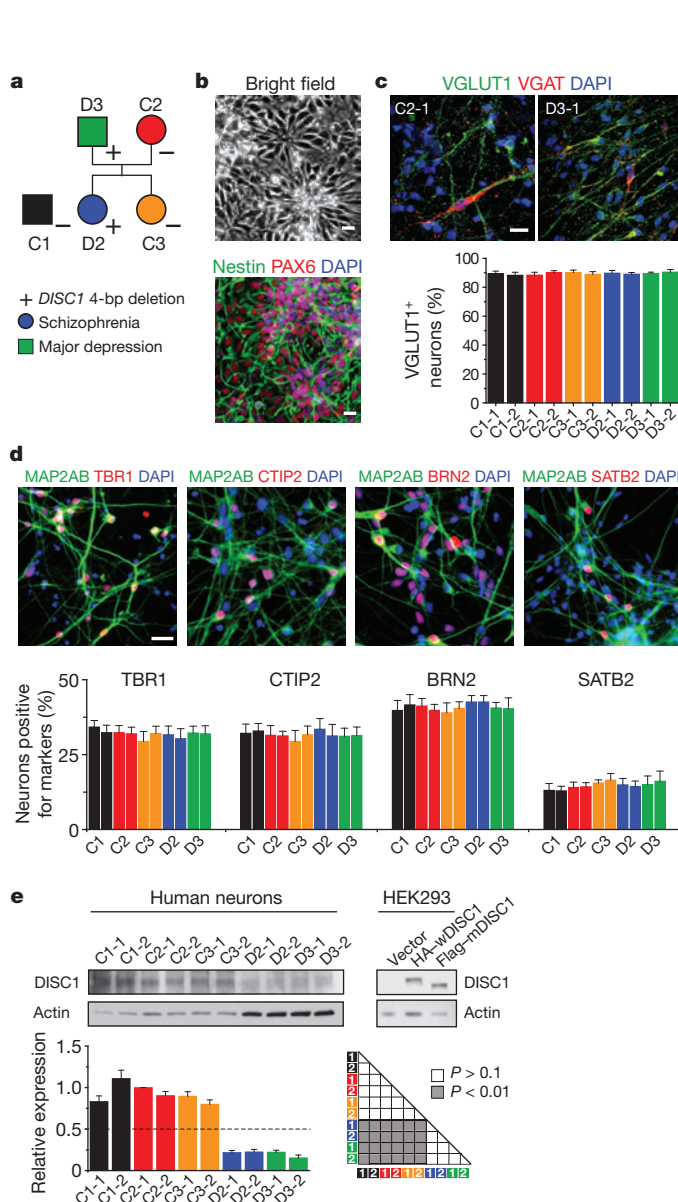 a
D3 C2
+ –
– + –
C1 D2 C3
+ DISC1 4-bp deletion
Schizophrenia
Major depression
b
Bright field
Nestin PAX6 DAPI
c
VGLUT1 VGAT DAPI
C2-1 D3-1
VGLUT1+
neurons (%)
100
80
60
40
20
0
C1-1 C1-2 C2-1 C2-2 C3-1 C3-2 D2-1 D2-2 D3-1 D3-2
d
MAP2AB TBR1 DAPI MAP2AB CTIP2 DAPI MAP2AB BRN2 DAPI MAP2AB SATB2 DAPI
Neurons positive
for markers (%)
50
25
0
TBR1 CTIP2 BRN2 SATB2
C1 C2 C3 D2 D3 C1 C2 C3 D2 D3 C1 C2 C3 D2 D3 C1 C2 C3 D2 D3
e
Human neurons
C1-1 C1-2 C2-1 C2-2 C3-1 C3-2 D2-1 D2-2 D3-1 D3-2
DISC1
Actin
HEK293
Vector HA–wDISC1 Flag–mDISC1
DISC1
Actin
Relative expression
1.5
1.0
0.5
0
C1-1 C1-2 C2-1 C2-2 C3-1 C3-2 D2-1 D2-2 D3-1 D3-2
1
2
1
2
1
2
1
2
1
2
1 2 1 2 1 2 1 2 1 2
P > 0.1
P < 0.01